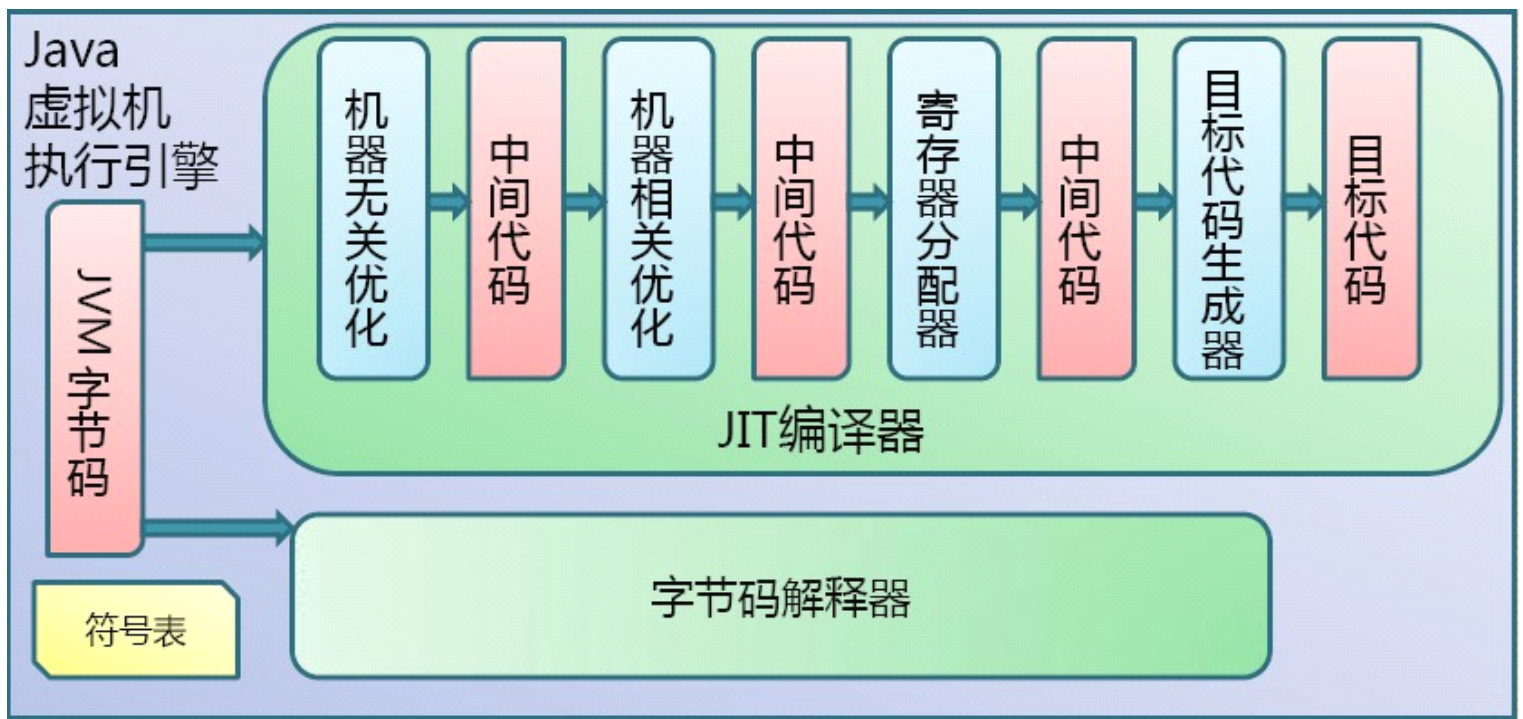 Java
虚拟机
执行引擎
JVM字节码
符号表
机器无关优化
中间代码
机器相关优化
中间代码
寄存器分配器
中间代码
目标代码生成器
目标代码
JIT编译器
字节码解释器